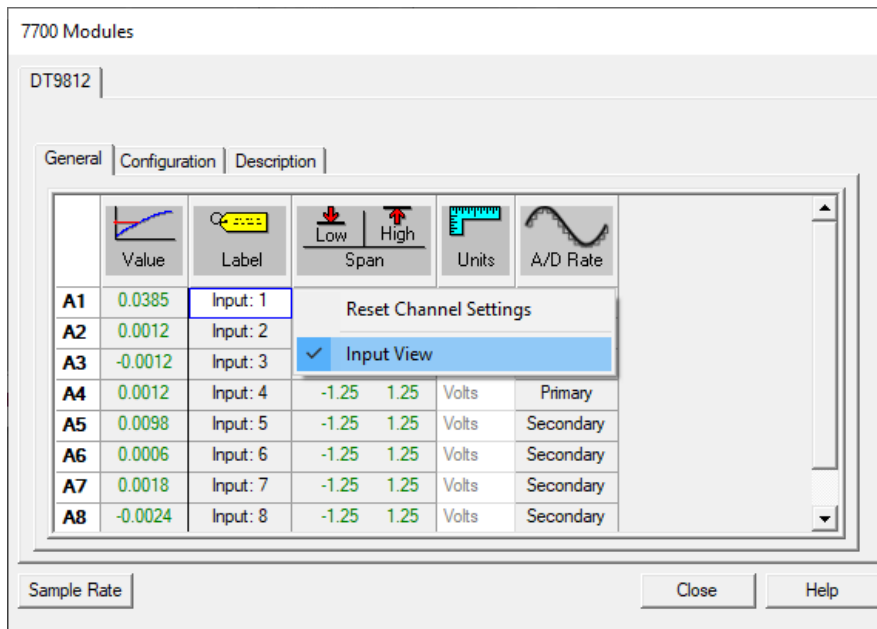 7700 Modules
DT9812
General Configuration Description
Low High
Value Label Span Units A/D Rate
A1 0.0385 Input: 1
Reset Channel Settings
A2 0.0012 Input: 2
Input View
A3 -0.0012 Input: 3
A4 0.0012 Input: 4 -1.25 1.25 Volts Primary
A5 0.0098 Input: 5 -1.25 1.25 Volts Secondary
A6 0.0006 Input: 6 -1.25 1.25 Volts Secondary
A7 0.0018 Input: 7 -1.25 1.25 Volts Secondary
A8 -0.0024 Input: 8 -1.25 1.25 Volts Secondary
Sample Rate Close Help